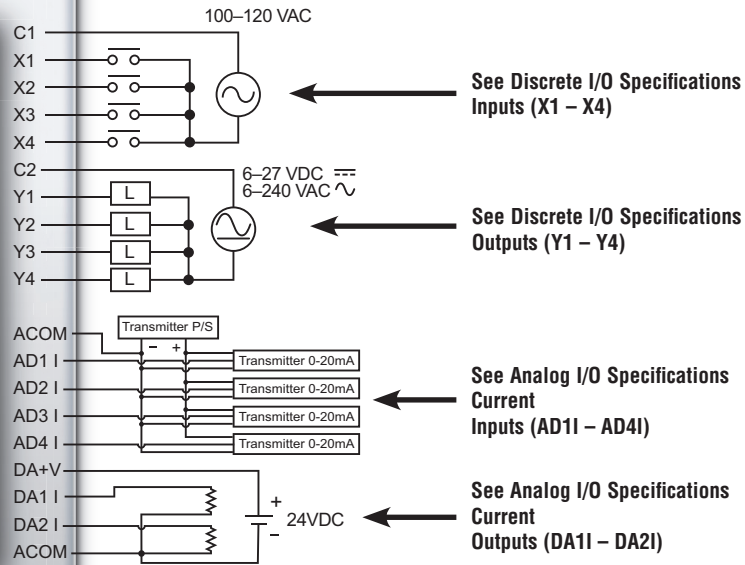 100–120 VAC
C1
X1
X2
X3
X4
See Discrete I/O Specifications
Inputs (X1 – X4)
C2
6–27 VDC
6–240 VAC
Y1 L
Y2 L
Y3 L
Y4 L
See Discrete I/O Specifications
Outputs (Y1 – Y4)
ACOM
Transmitter P/S
– +
AD1 I Transmitter 0-20mA
AD2 I Transmitter 0-20mA
AD3 I Transmitter 0-20mA
AD4 I Transmitter 0-20mA
See Analog I/O Specifications
Current
Inputs (AD1I – AD4I)
DA+V
DA1 I
DA2 I
ACOM
+
24VDC
–
See Analog I/O Specifications
Current
Outputs (DA1I – DA2I)